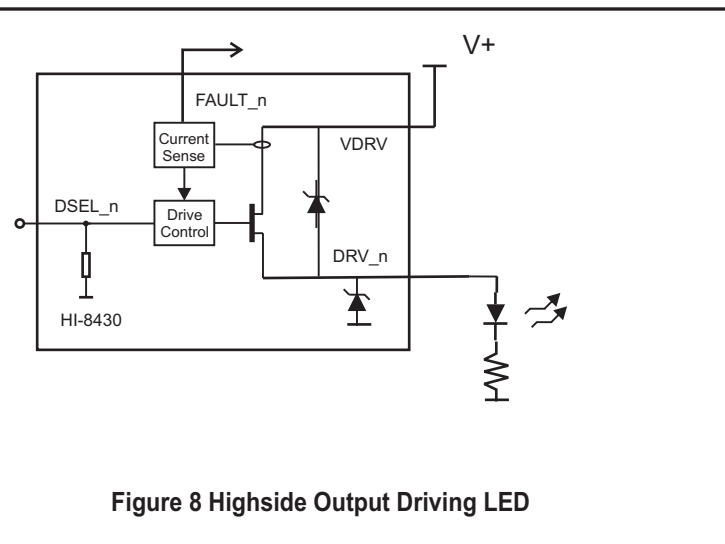 V+
FAULT_n
Current
Sense
VDRV
DSEL_n
Drive
Control
DRV_n
HI-8430
Figure 8 Highside Output Driving LED